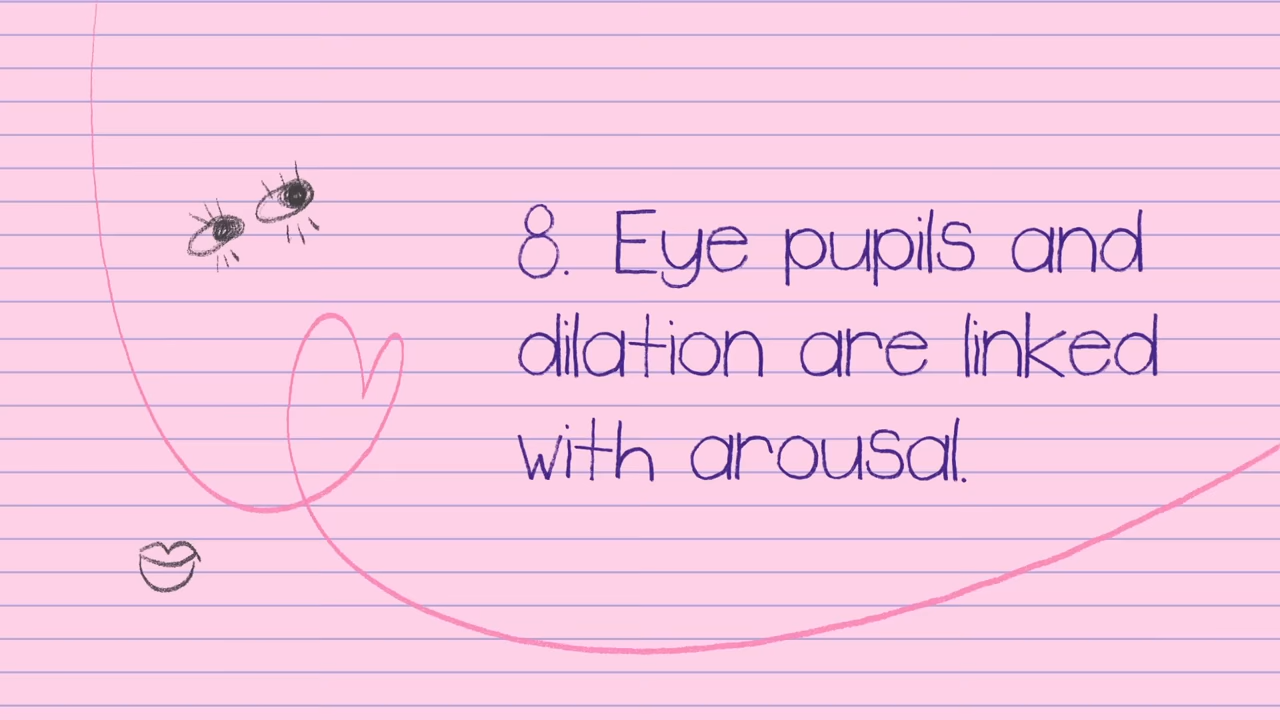 8. Eye pupils and
dilation are linked
with arousal.